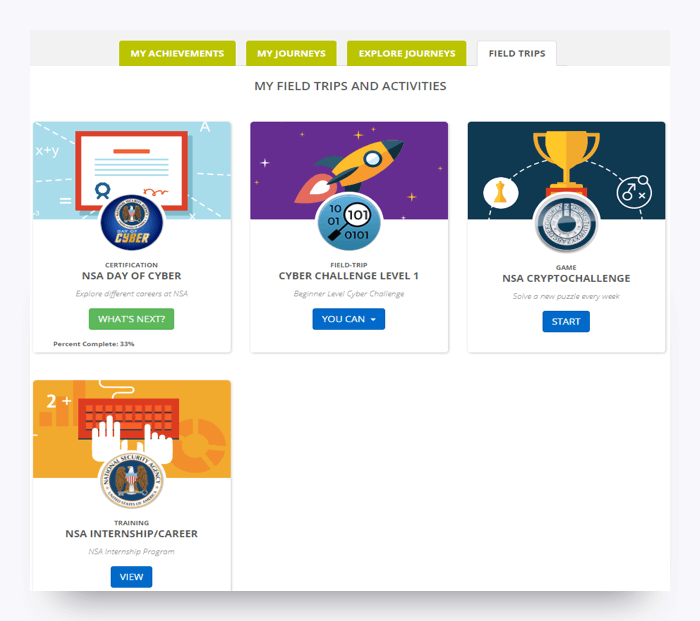 MY ACHIEVEMENTS
MY JOURNEYS
EXPLORE JOURNEYS
FIELD TRIPS
MY FIELD TRIPS AND ACTIVITIES
A
x+y
=
x
DAY OF
CYBER
CERTIFICATION
NSA DAY OF CYBER
Explore different careers at NSA
WHAT'S NEXT?
Percent Complete: 33%
10
01
101
0101
FIELD-TRIP
CYBER CHALLENGE LEVEL 1
Beginner Level Cyber Challenge
YOU CAN
GAME
NSA CRYPTOCHALLENGE
Solve a new puzzle every week
START
2 +
NATIONAL SECURITY AGENCY
UNITED STATES OF AMERICA
TRAINING
NSA INTERNSHIP/CAREER
NSA Internship Program
VIEW